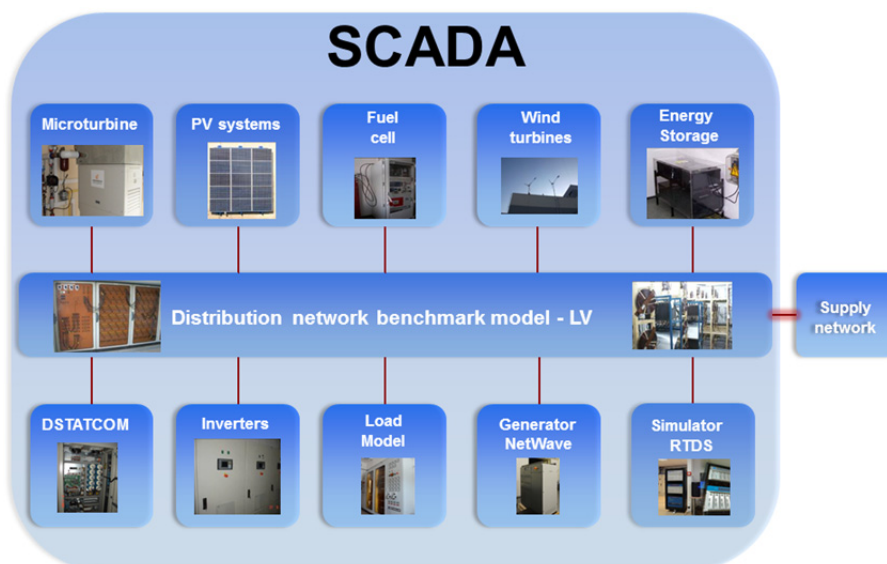 SCADA
Microturbine
PV systems
Fuel
cell
Wind
turbines
Energy
Storage
Distribution network benchmark model - LV
Supply
network
DSTATCOM
Inverters
Load
Model
Generator
NetWave
Simulator
RTDS